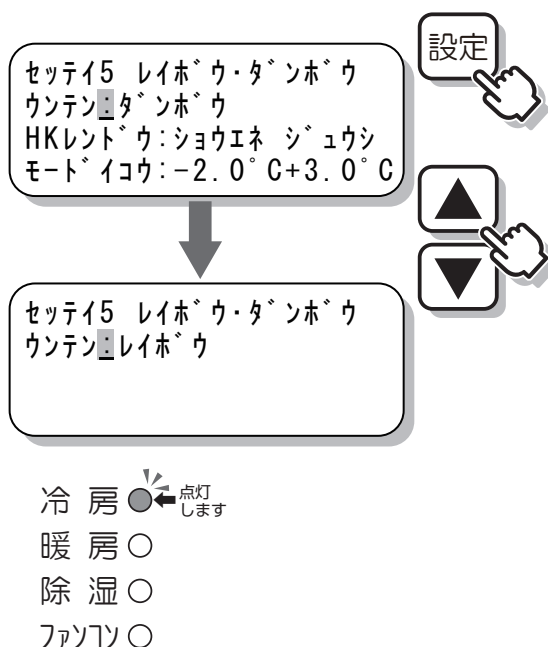 設定
セッテイ5 レイボウ・ダンボウ
ウンテン:ダンボウ
HKレンドウ:ショウエネ ジュウシ
モードイコウ:-2.0°C+3.0°C
▲
▼
セッテイ5 レイボウ・ダンボウ
ウンテン:レイボウ
冷 房 点灯
します
暖 房
除 湿
ファンコン